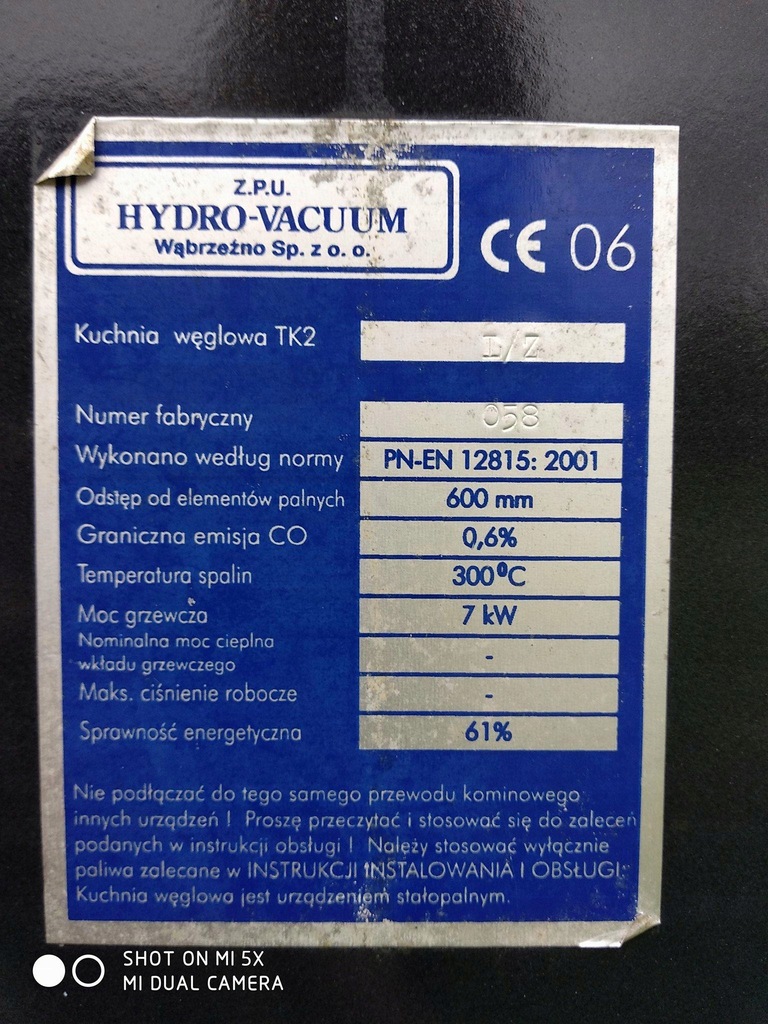 Z.P.U.
HYDRO-VACUUM
Wąbrzeźno Sp. z o. o.
CE 06
Kuchnia węglowa TK2 L/Z
Numer fabryczny 058
Wykonano według normy PN-EN 12815: 2001
Odstęp od elementów palnych 600 mm
Graniczna emisja CO 0,6%
Temperatura spalin 300°C
Moc grzewcza 7 kW
Nominalna moc cieplna
wkładu grzewczego -
Maks. ciśnienie robocze -
Sprawność energetyczna 61%
Nie podłączać do tego samego przewodu kominowego
innych urządzeń ! Proszę przeczytać i stosować się do zaleceń
podanych w instrukcji obsługi ! Należy stosować wyłącznie
paliwa zalecane w INSTRUKCJI INSTALOWANIA I OBSŁUGI.
Kuchnia węglowa jest urządzeniem stałopalnym.
SHOT ON MI 5X
MI DUAL CAMERA